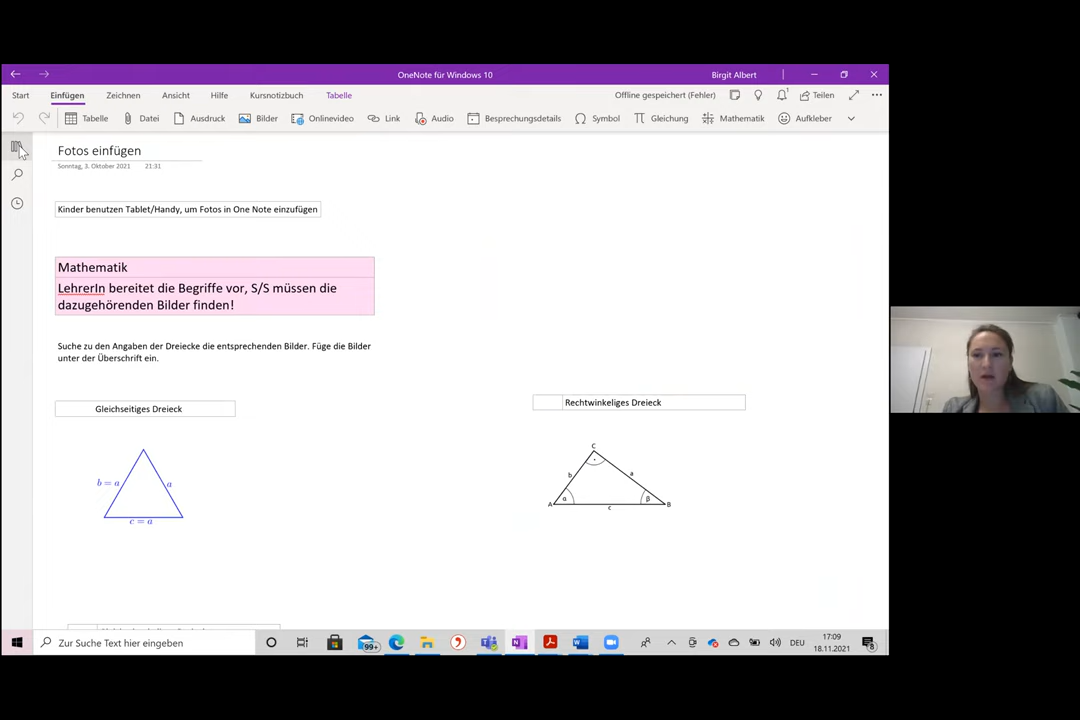 OneNote für Windows 10
Birgit Albert
Start Einfügen Zeichnen Ansicht Hilfe Kursnotizbuch Tabelle
Offline gespeichert (Fehler) Teilen
Tabelle Datei Ausdruck Bilder Onlinevideo Link Audio Besprechungsdetails Symbol Gleichung Mathematik Aufkleber
Fotos einfügen
Sonntag, 3. Oktober 2021 21:31
Kinder benutzen Tablet/Handy, um Fotos in One Note einzufügen
Mathematik
LehrerIn bereitet die Begriffe vor, S/S müssen die
dazugehörenden Bilder finden!
Suche zu den Angaben der Dreiecke die entsprechenden Bilder. Füge die Bilder
unter der Überschrift ein.
Gleichseitiges Dreieck
Rechtwinkeliges Dreieck
b = a
a
c = a
C
b
a
α
β
A
c
B
Zur Suche Text hier eingeben
99+
DEU
17:09
18.11.2021
8